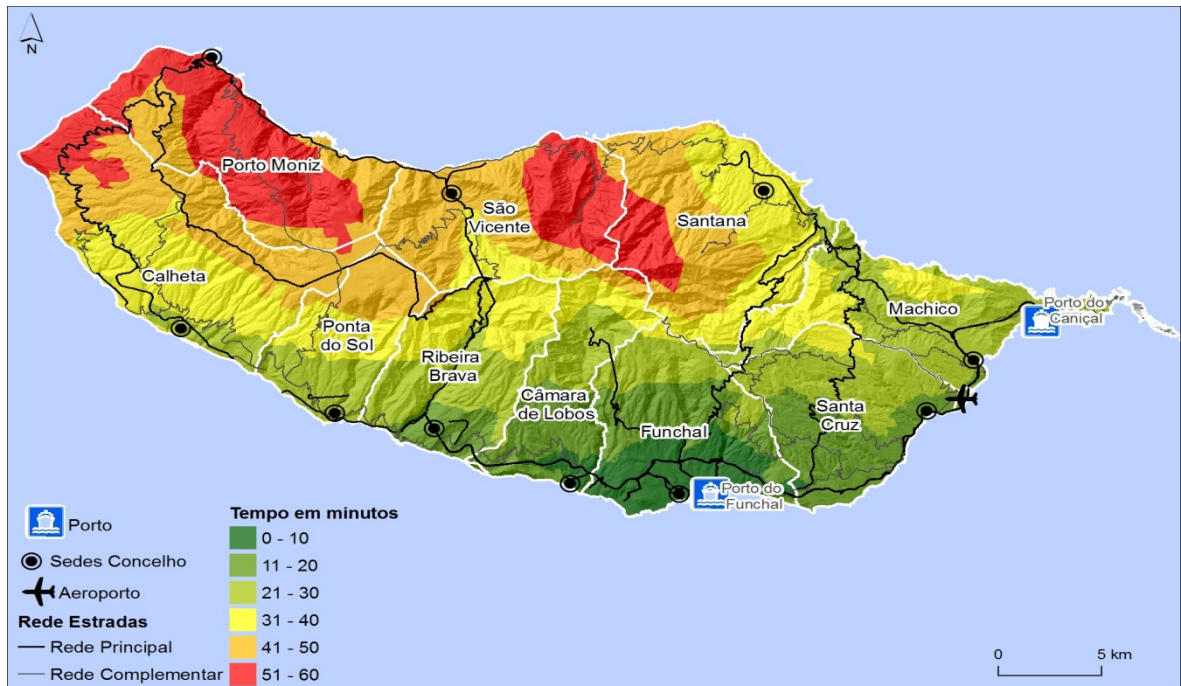 N
Porto Moniz
São
Vicente
Santana
Calheta
Machico
Porto do
Caniçal
Ponta
do Sol
Ribeira
Brava
Câmara
de Lobos
Santa
Cruz
Funchal
Porto do
Funchal
Porto
Sedes Concelho
Aeroporto
Rede Estradas
Rede Principal
Rede Complementar
Tempo em minutos
0 - 10
11 - 20
21 - 30
31 - 40
41 - 50
51 - 60
0 5 km